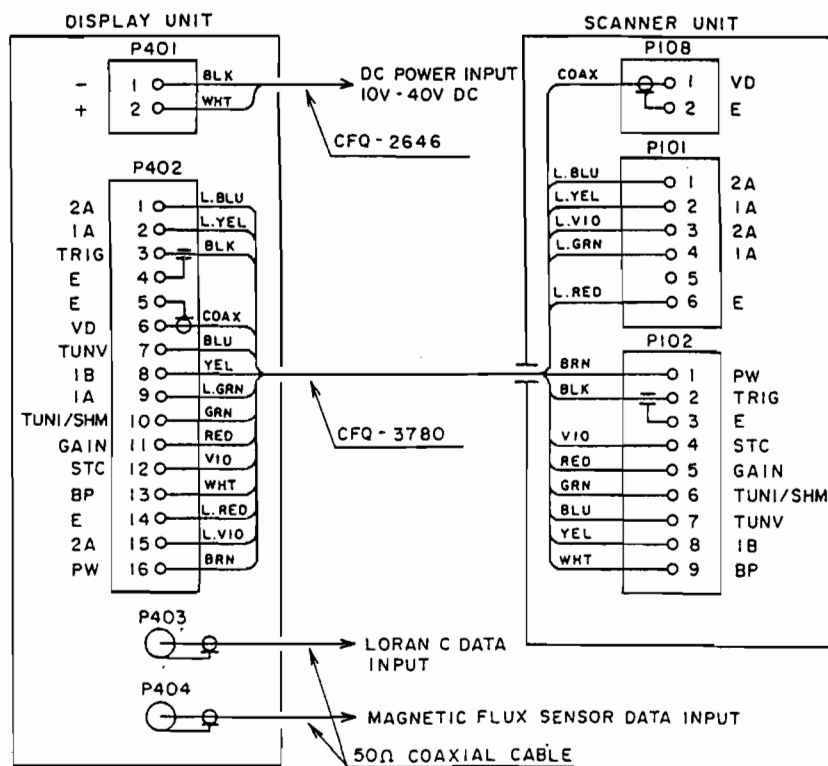 DISPLAY UNIT
P401
- 1 BLK
+ 2 WHT
DC POWER INPUT
10V - 40V DC
CFQ-2646
P402
2A 1 L.BLU
1A 2 L.YEL
TRIG 3 BLK
E 4
E 5
VD 6 COAX
TUNV 7 BLU
1B 8 YEL
1A 9 L.GRN
TUNI/SHM 10 GRN
GAIN 11 RED
STC 12 VIO
BP 13 WHT
E 14 L.RED
2A 15 L.VIO
PW 16 BRN
CFQ-3780
P403
LORAN C DATA
INPUT
P404
MAGNETIC FLUX SENSOR DATA INPUT
50Ω COAXIAL CABLE
SCANNER UNIT
P108
COAX 1 VD
2 E
P101
L.BLU 1 2A
L.YEL 2 1A
L.VIO 3 2A
L.GRN 4 1A
5
L.RED 6 E
P102
BRN 1 PW
BLK 2 TRIG
3 E
VIO 4 STC
RED 5 GAIN
GRN 6 TUNI/SHM
BLU 7 TUNV
YEL 8 1B
WHT 9 BP